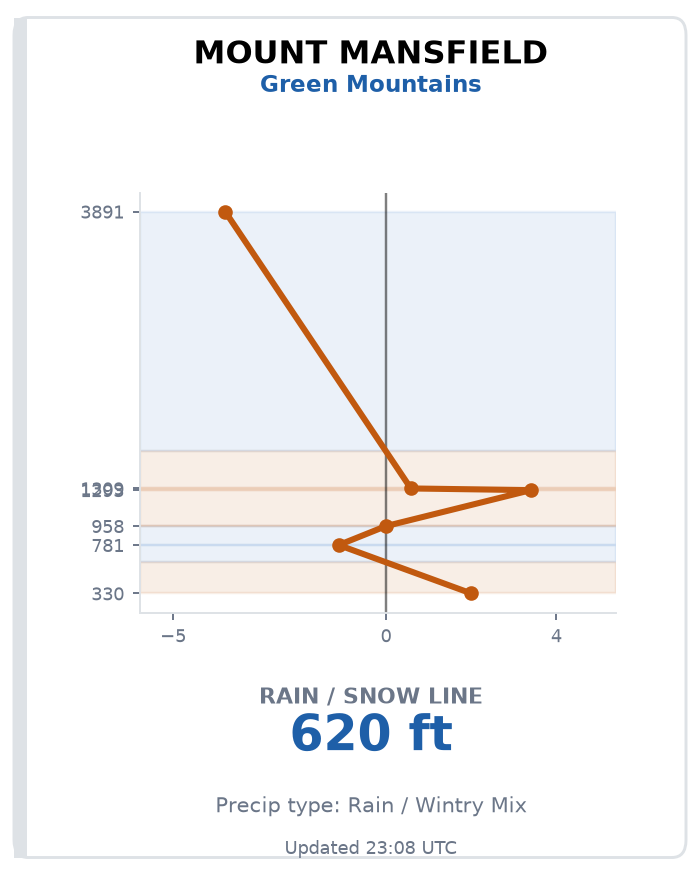 MOUNT MANSFIELD
Green Mountains
3891
958
781
330
−5 0 4
RAIN / SNOW LINE
620 ft
Precip type: Rain / Wintry Mix
Updated 23:08 UTC